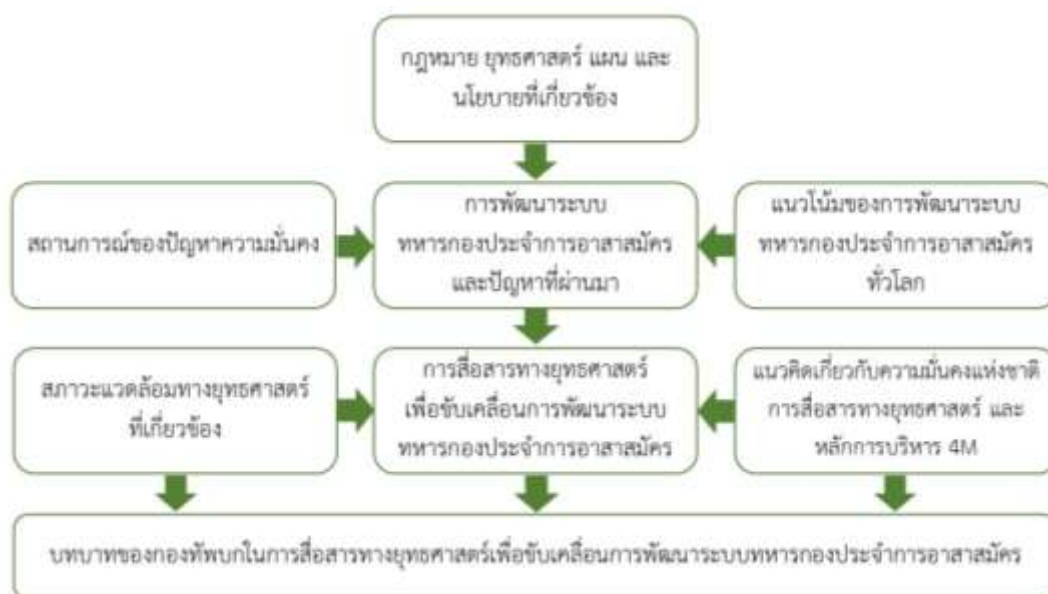 กฎหมาย ยุทธศาสตร์ แผน และ
นโยบายที่เกี่ยวข้อง
สถานการณ์ของปัญหาความมั่นคง
การพัฒนาระบบ
ทหารกองประจำการอาสาสมัคร
และปัญหาที่ผ่านมา
แนวโน้มของการพัฒนาระบบ
ทหารกองประจำการอาสาสมัคร
ทั่วโลก
สภาวะแวดล้อมทางยุทธศาสตร์
ที่เกี่ยวข้อง
การสื่อสารทางยุทธศาสตร์
เพื่อขับเคลื่อนการพัฒนาระบบ
ทหารกองประจำการอาสาสมัคร
แนวคิดเกี่ยวกับความมั่นคงแห่งชาติ
การสื่อสารทางยุทธศาสตร์ และ
หลักการบริหาร 4M
บทบาทของกองทัพบกในการสื่อสารทางยุทธศาสตร์เพื่อขับเคลื่อนการพัฒนาระบบทหารกองประจำการอาสาสมัคร